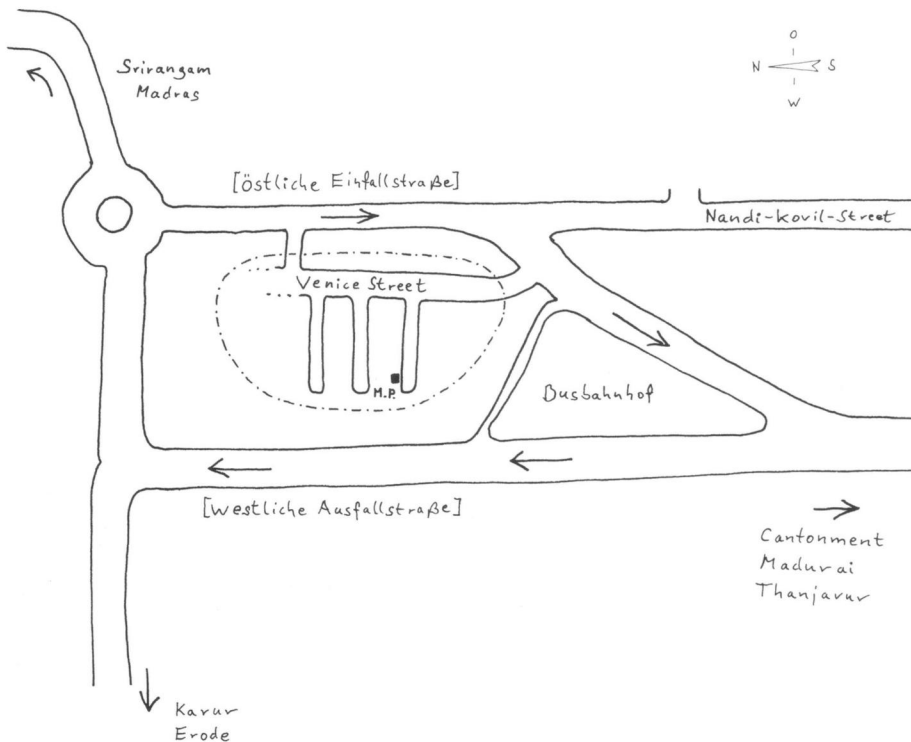 O
N S
W
Srirangam
Madras
[östliche Einfallstraße]
Nandi-Kovil-Street
Venice Street
M.P.
Busbahnhof
[westliche Ausfallstraße]
Cantonment
Madurai
Thanjavur
Karur
Erode